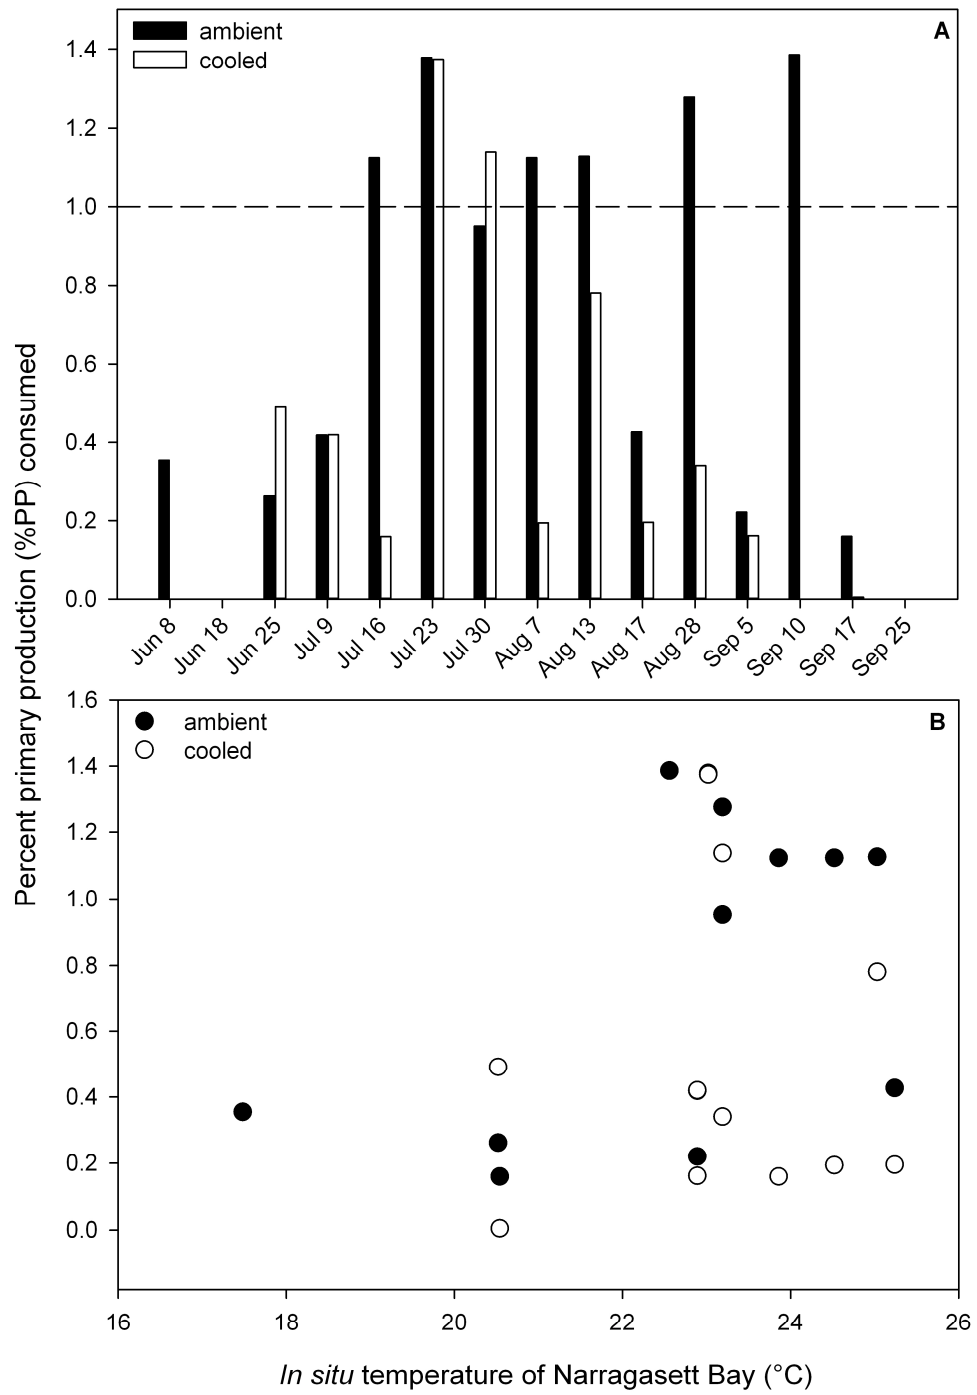 A
ambient
cooled
1.4
1.2
1.0
0.8
0.6
0.4
0.2
0.0
Jun 8
Jun 18
Jun 25
Jul 9
Jul 16
Jul 23
Jul 30
Aug 7
Aug 13
Aug 17
Aug 28
Sep 5
Sep 10
Sep 17
Sep 25
Percent primary production (%PP) consumed
B
ambient
cooled
1.6
1.4
1.2
1.0
0.8
0.6
0.4
0.2
0.0
16
18
20
22
24
26
In situ temperature of Narragasett Bay (°C)